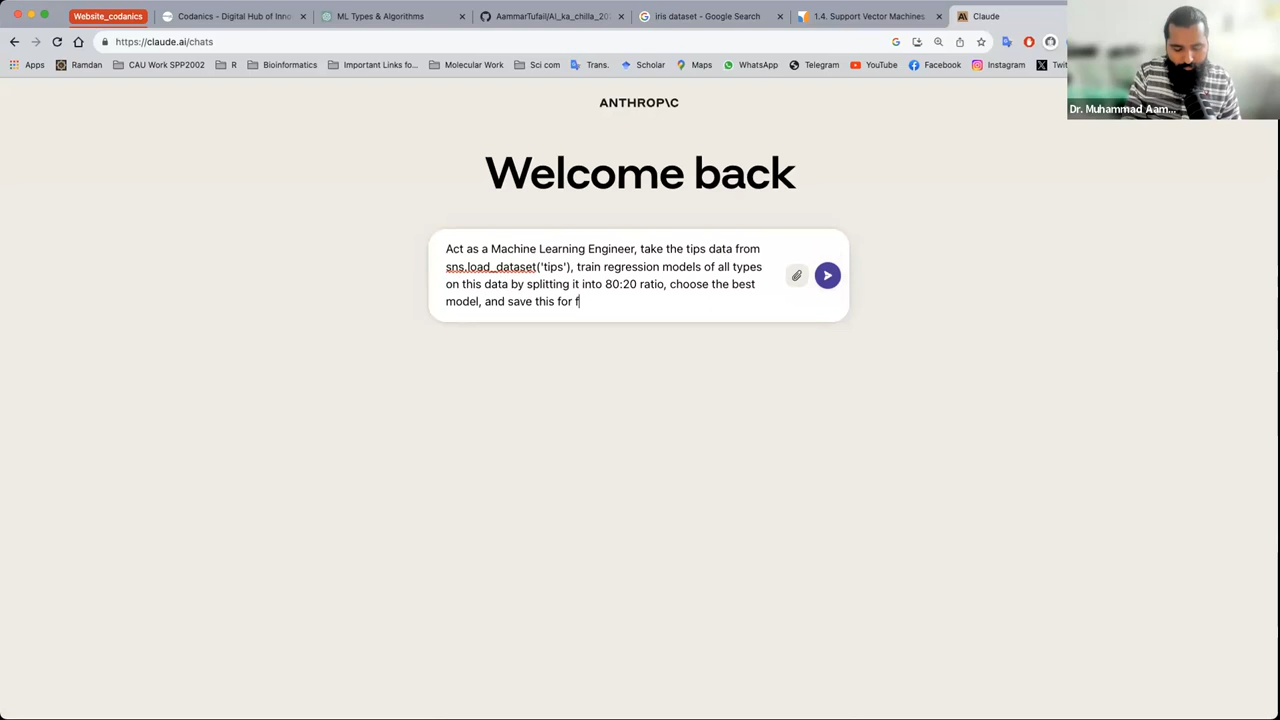 Website_codanics
Codanics - Digital Hub of Inno
ML Types & Algorithms
AammarTufail/AI_ka_chilla_202
iris dataset - Google Search
1.4. Support Vector Machines
Claude
https://claude.ai/chats
Apps
Ramdan
CAU Work SPP2002
R
Bioinformatics
Important Links fo...
Molecular Work
Sci com
Trans.
Scholar
Maps
WhatsApp
Telegram
YouTube
Facebook
Instagram
Twit
Dr. Muhammad Aam...
ANTHROP\C
Welcome back
Act as a Machine Learning Engineer, take the tips data from
sns.load_dataset('tips'), train regression models of all types
on this data by splitting it into 80:20 ratio, choose the best
model, and save this for f